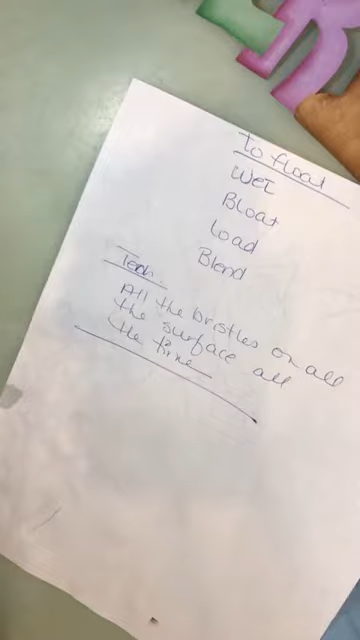 To float
Wet
Bloat
Load
Blend
Tech.
All the bristles on all
the surface all
the time